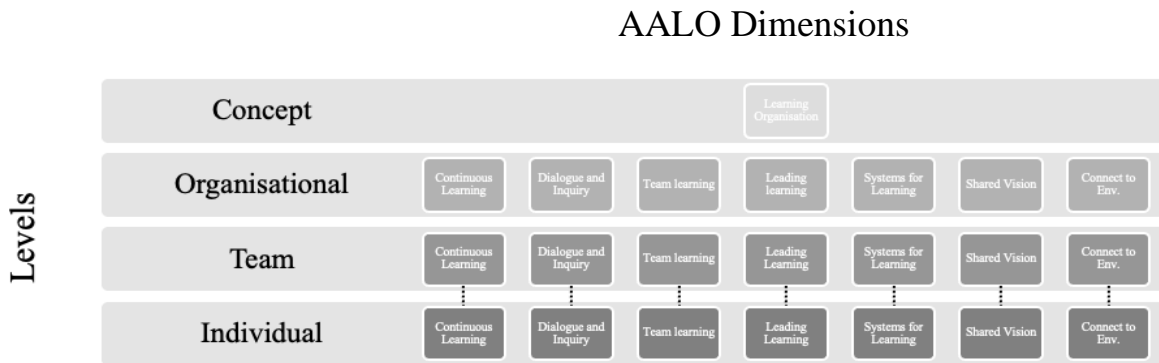 AALO Dimensions
Levels
Concept
Learning
Organisation
Organisational
Continuous
Learning
Dialogue and
Inquiry
Team learning
Leading
learning
Systems for
Learning
Shared Vision
Connect to
Env.
Team
Continuous
Learning
Dialogue and
Inquiry
Team learning
Leading
Learning
Systems for
Learning
Shared Vision
Connect to
Env.
Individual
Continuous
Learning
Dialogue and
Inquiry
Team learning
Leading
Learning
Systems for
Learning
Shared Vision
Connect to
Env.